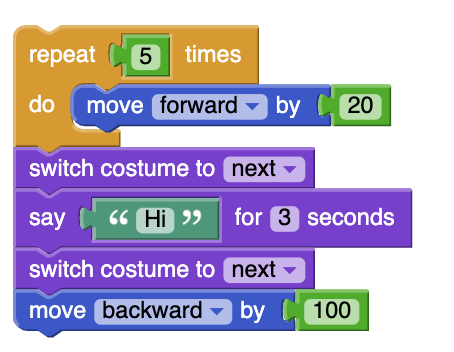 repeat 5 times
do move forward by 20
switch costume to next
say “ Hi ” for 3 seconds
switch costume to next
move backward by 100